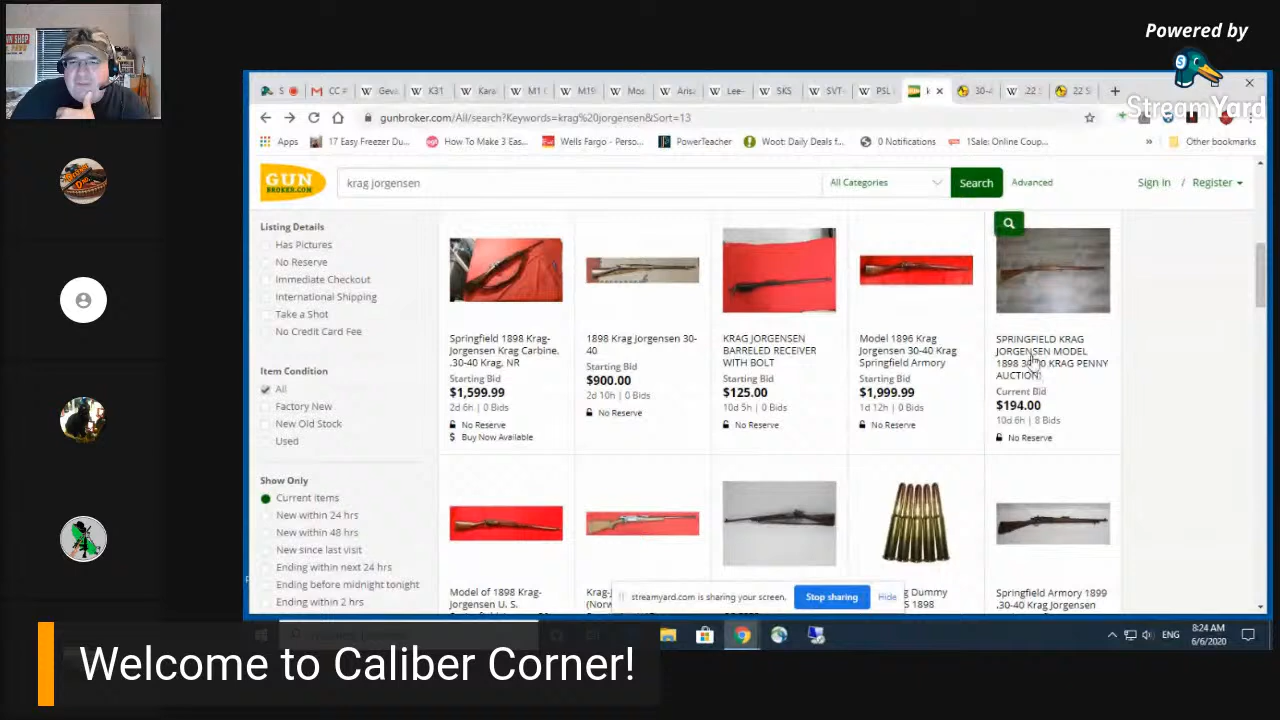 Powered by
StreamYard
CC
K31
M1
SKS
gunbroker.com/All/search?Keywords=krag%20jorgensen&Sort=13
Apps
17 Easy Freezer Du...
How To Make 3 Eas...
Wells Fargo - Perso...
PowerTeacher
Woot: Daily Deals f...
0 Notifications
1Sale: Online Coup...
»
Other bookmarks
GUN
BROKER.COM
krag jorgensen
All Categories
Search
Advanced
Sign In / Register
Listing Details
Has Pictures
No Reserve
Immediate Checkout
International Shipping
Take a Shot
No Credit Card Fee
Item Condition
All
Factory New
New Old Stock
Used
Show Only
Current items
New within 24 hrs
New within 48 hrs
New since last visit
Ending within next 24 hrs
Ending before midnight tonight
Ending within 2 hrs
Springfield 1898 Krag-
Jorgensen Krag Carbine.
.30-40 Krag, NR
Starting Bid
$1,599.99
2d 6h | 0 Bids
No Reserve
$ Buy Now Available
1898 Krag Jorgensen 30-
40
Starting Bid
$900.00
2d 10h | 0 Bids
No Reserve
KRAG JORGENSEN
BARRELED RECEIVER
WITH BOLT
Starting Bid
$125.00
10d 5h | 0 Bids
No Reserve
Model 1896 Krag
Jorgensen 30-40 Krag
Springfield Armory
Starting Bid
$1,999.99
1d 12h | 0 Bids
No Reserve
SPRINGFIELD KRAG
JORGENSEN MODEL
1898 KRAG PENNY
AUCTION!
Current Bid
$194.00
10d 6h | 8 Bids
No Reserve
Model of 1898 Krag-
Jorgensen U. S.
Dummy
1898
Springfield Armory 1899
.30-40 Krag Jorgensen
streamyard.com is sharing your screen.
Stop sharing
Hide
ENG
8:24 AM
6/6/2020
Welcome to Caliber Corner!